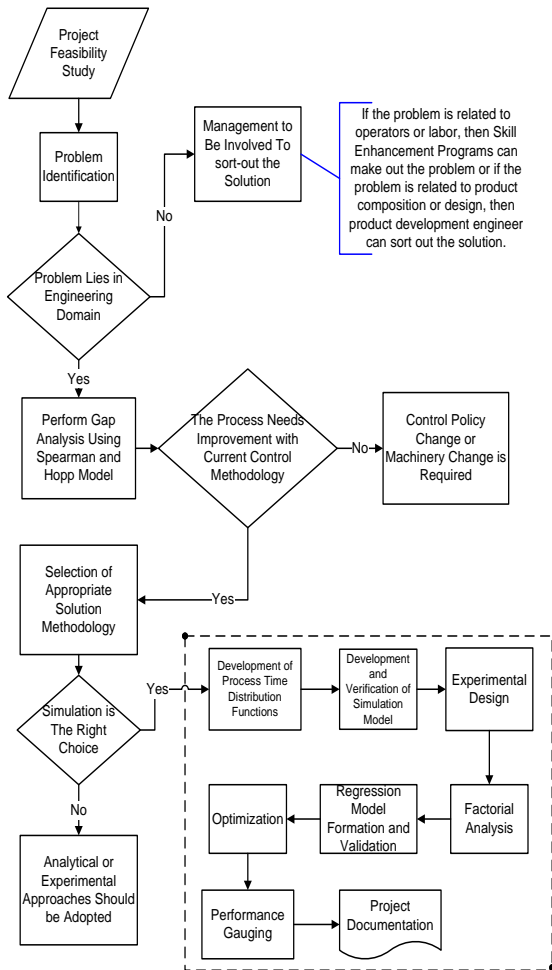 Project
Feasibility
Study
Problem
Identification
Management to
Be Involved To
sort-out the
Solution
If the problem is related to
operators or labor, then Skill
Enhancement Programs can
make out the problem or if the
problem is related to product
composition or design, then
product development engineer
can sort out the solution.
No
Problem Lies in
Engineering
Domain
Yes
Perform Gap
Analysis Using
Spearman and
Hopp Model
The Process Needs
Improvement with
Current Control
Methodology
No
Control Policy
Change or
Machinery Change is
Required
Yes
Selection of
Appropriate
Solution
Methodology
Simulation is
The Right
Choice
Yes
No
Analytical or
Experimental
Approaches Should
be Adopted
Development of
Process Time
Distribution
Functions
Development
and
Verification of
Simulation
Model
Experimental
Design
Factorial
Analysis
Regression
Model
Formation and
Validation
Optimization
Performance
Gauging
Project
Documentation